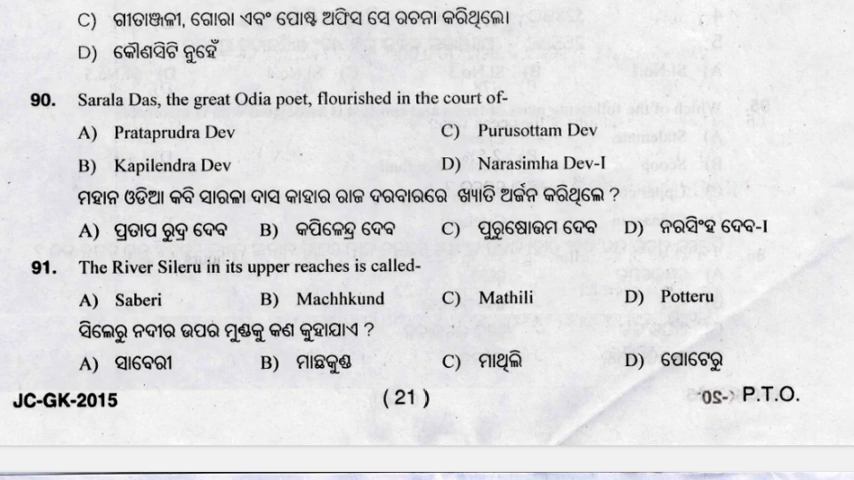 C) ଗୀତାଞ୍ଜଳୀ, ଗୋରା ଏବଂ ପୋଷ୍ଟ ଅଫିସ ସେ ରଚନା କରିଥିଲେ।
D) କୌଣସିଟି ନୁହେଁ
90. Sarala Das, the great Odia poet, flourished in the court of-
A) Prataprudra Dev C) Purusottam Dev
B) Kapilendra Dev D) Narasimha Dev-I
ମହାନ ଓଡିଆ କବି ସାରଳା ଦାସ କାହାର ରାଜ ଦରବାରରେ ଖ୍ୟାତି ଅର୍ଜନ କରିଥିଲେ ?
A) ପ୍ରତାପ ରୁଦ୍ର ଦେବ B) କପିଳେନ୍ଦ୍ର ଦେବ C) ପୁରୁଷୋତ୍ତମ ଦେବ D) ନରସିଂହ ଦେବ-I
91. The River Sileru in its upper reaches is called-
A) Saberi B) Machhkund C) Mathili D) Potteru
ସିଲେରୁ ନଦୀର ଉପର ମୁଣ୍ଡକୁ କଣ କୁହାଯାଏ ?
A) ସାବେରୀ B) ମାଛକୁଣ୍ଡ C) ମାଥିଲି D) ପୋଟେରୁ
JC-GK-2015 ( 21 ) P.T.O.